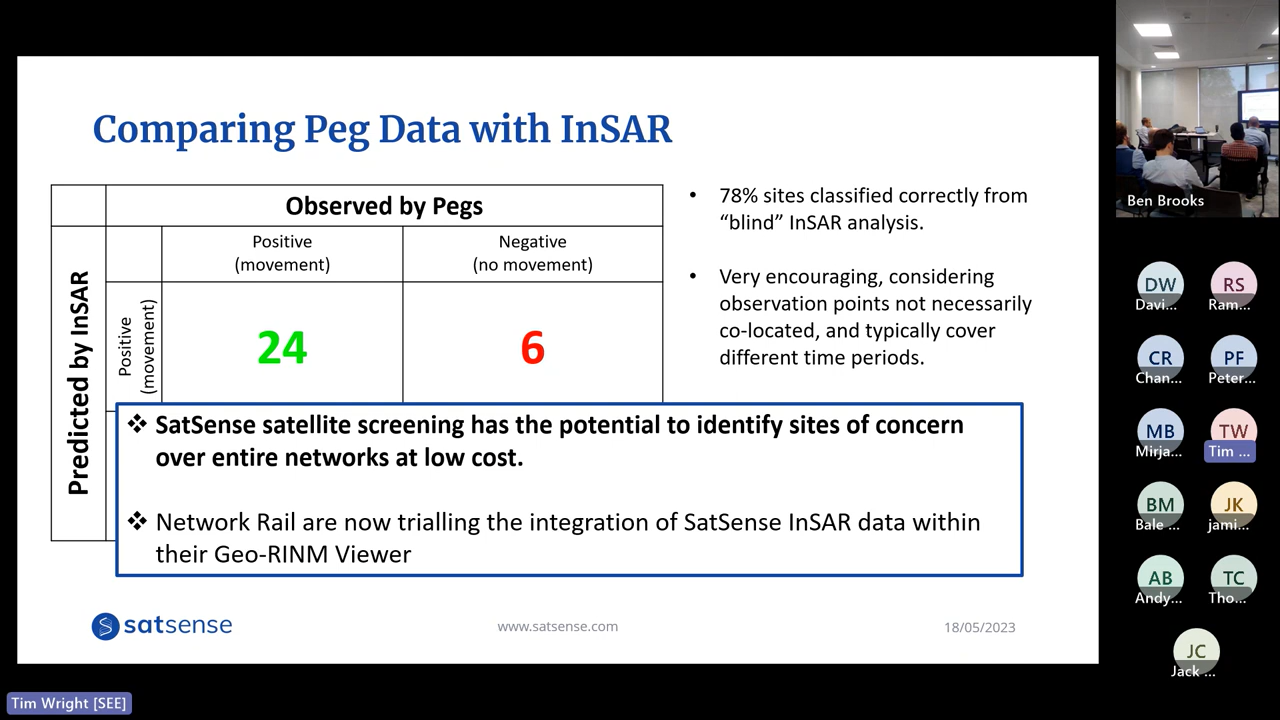 Comparing Peg Data with InSAR
Observed by Pegs
Positive
(movement)
Negative
(no movement)
Predicted by InSAR
Positive
(movement)
24
6
• 78% sites classified correctly from
“blind” InSAR analysis.
• Very encouraging, considering
observation points not necessarily
co-located, and typically cover
different time periods.
❖ SatSense satellite screening has the potential to identify sites of concern
over entire networks at low cost.
❖ Network Rail are now trialling the integration of SatSense InSAR data within
their Geo-RINM Viewer
satsense
www.satsense.com
18/05/2023
Ben Brooks
DW
Davi...
RS
Ram...
CR
Chan...
PF
Peter...
MB
Mirja...
TW
Tim ...
BM
Bale ...
JK
jami...
AB
Andy...
TC
Tho...
JC
Jack ...
Tim Wright [SEE]